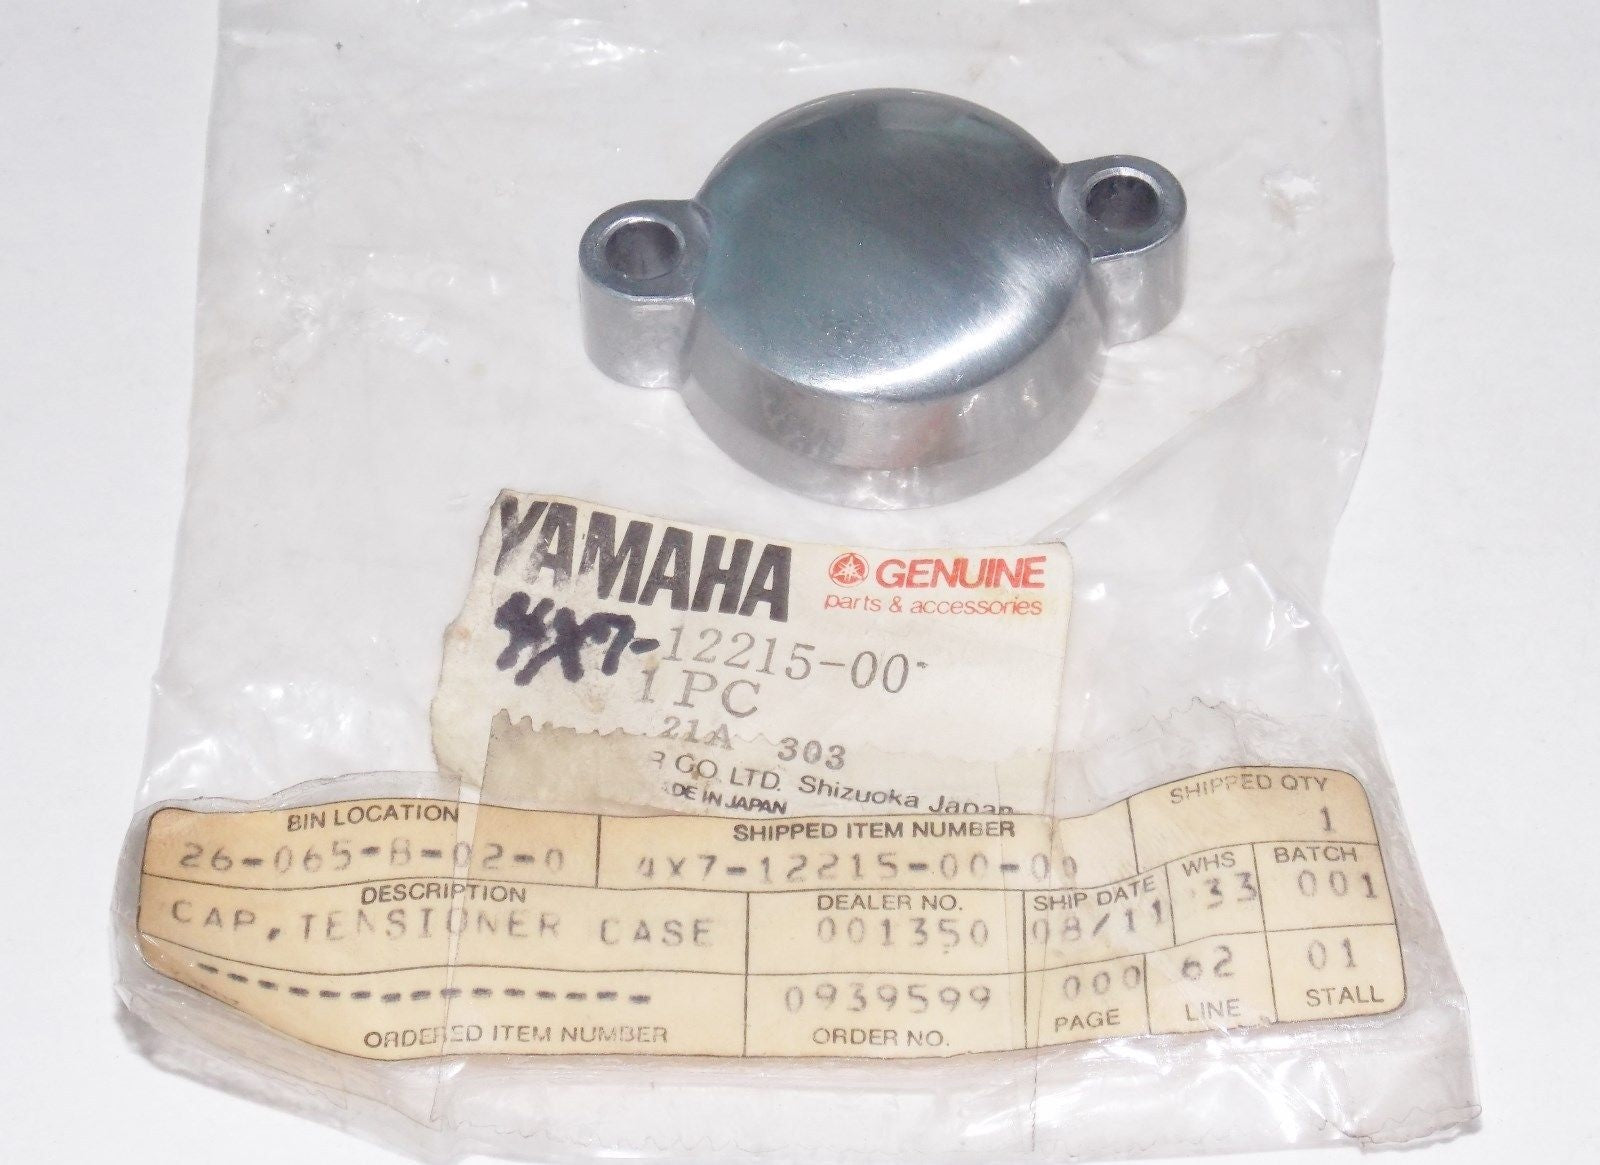 YAMAHA
GENUINE
parts & accessories
4X7-12215-00
1 PC
21A 303
CO. LTD. Shizuoka Japan
IN JAPAN
BIN LOCATION
26-065-B-02-0
SHIPPED ITEM NUMBER
4X7-12215-00-00
SHIPPED QTY
1
DESCRIPTION
CAP, TENSIONER CASE
DEALER NO.
001350
SHIP DATE
08/11
WHS
33
BATCH
001
---------------
ORDERED ITEM NUMBER
0939599
ORDER NO.
000
PAGE
62
LINE
01
STALL